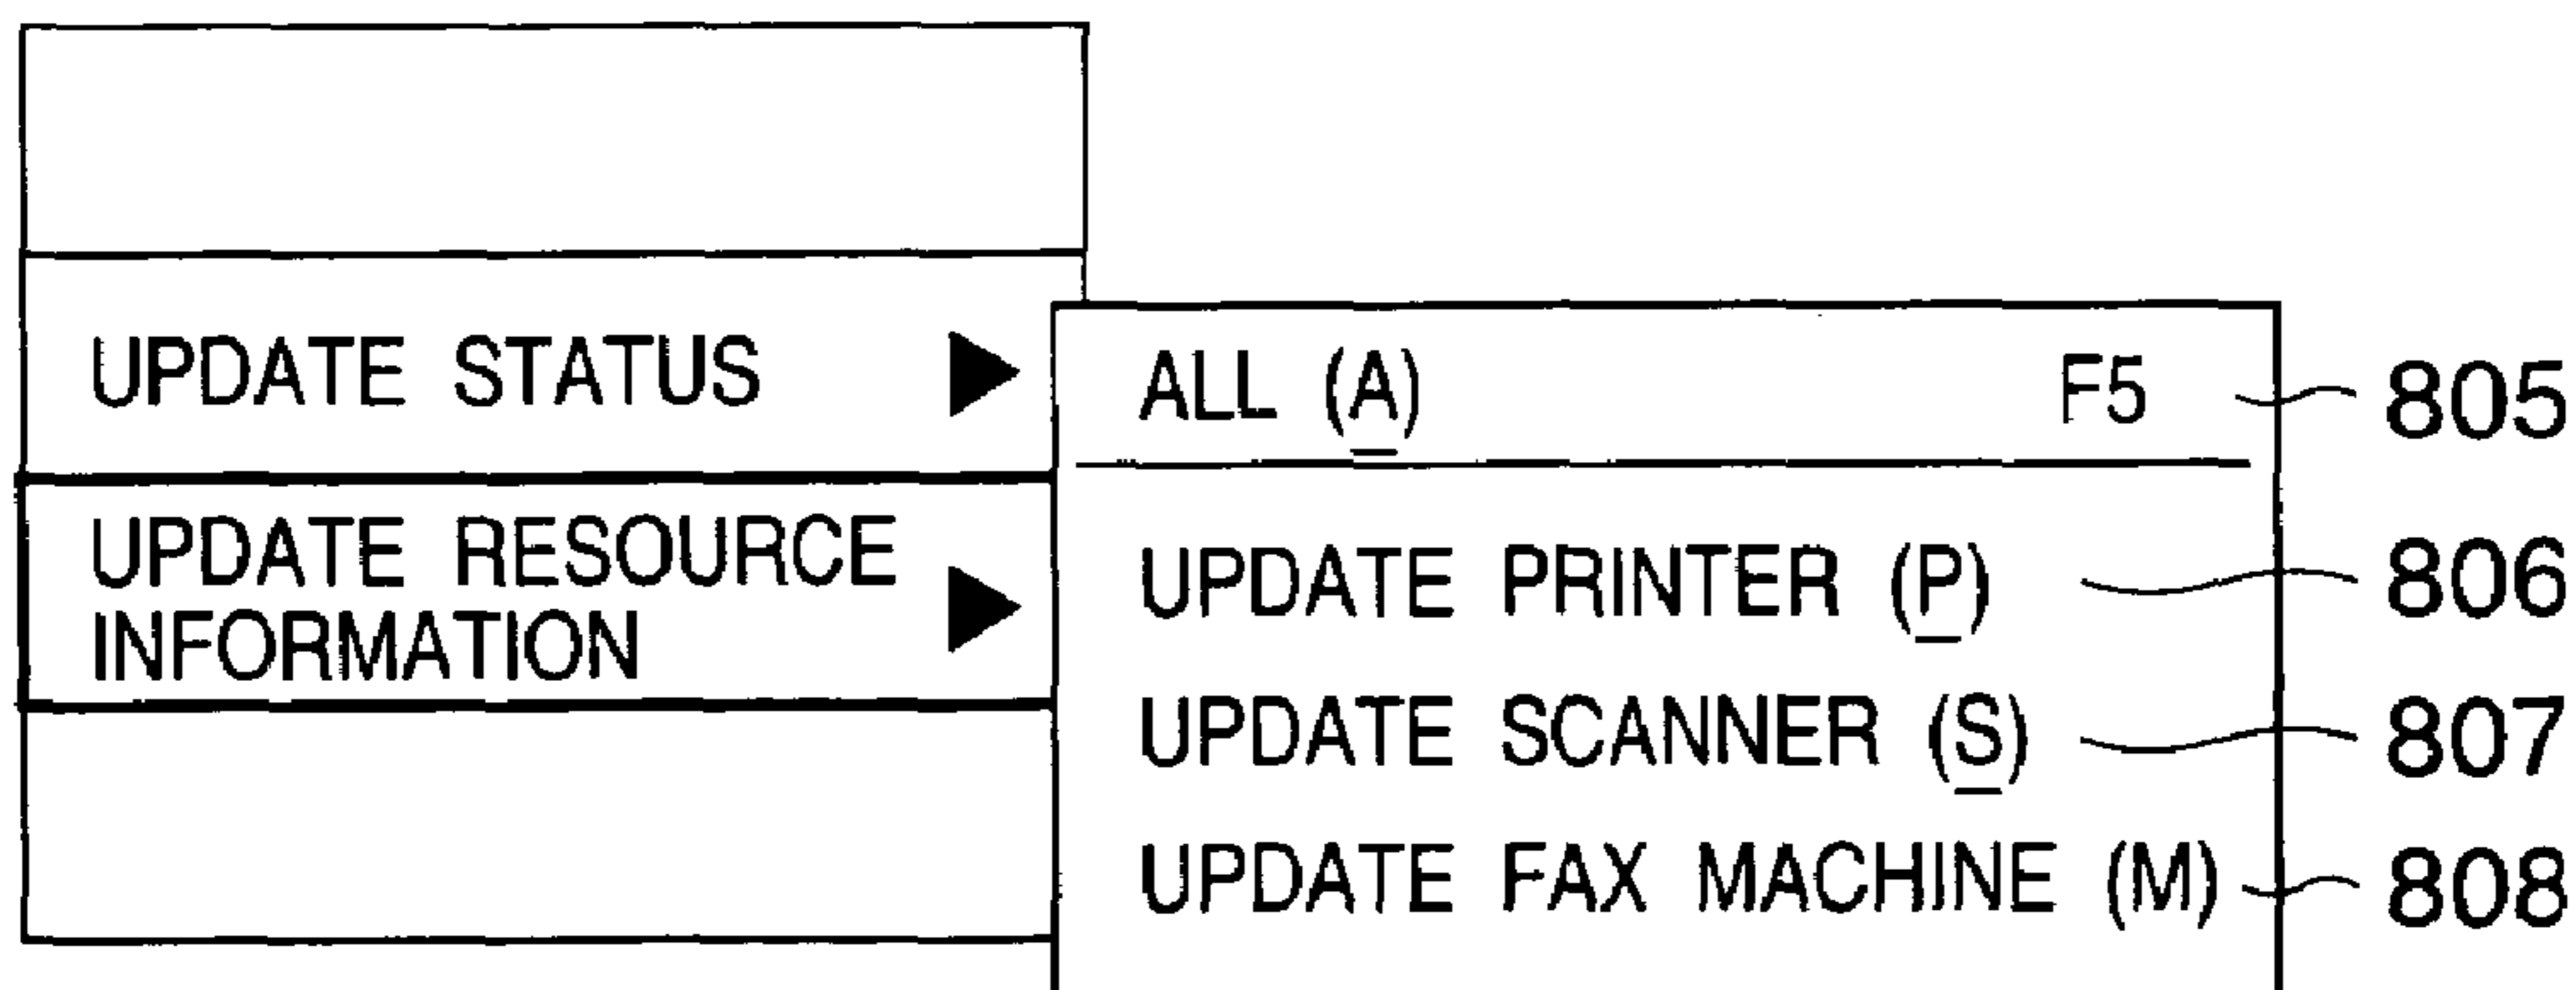 UPDATE STATUS
UPDATE RESOURCE
INFORMATION
ALL (A) F5 805
UPDATE PRINTER (P) 806
UPDATE SCANNER (S) 807
UPDATE FAX MACHINE (M) 808